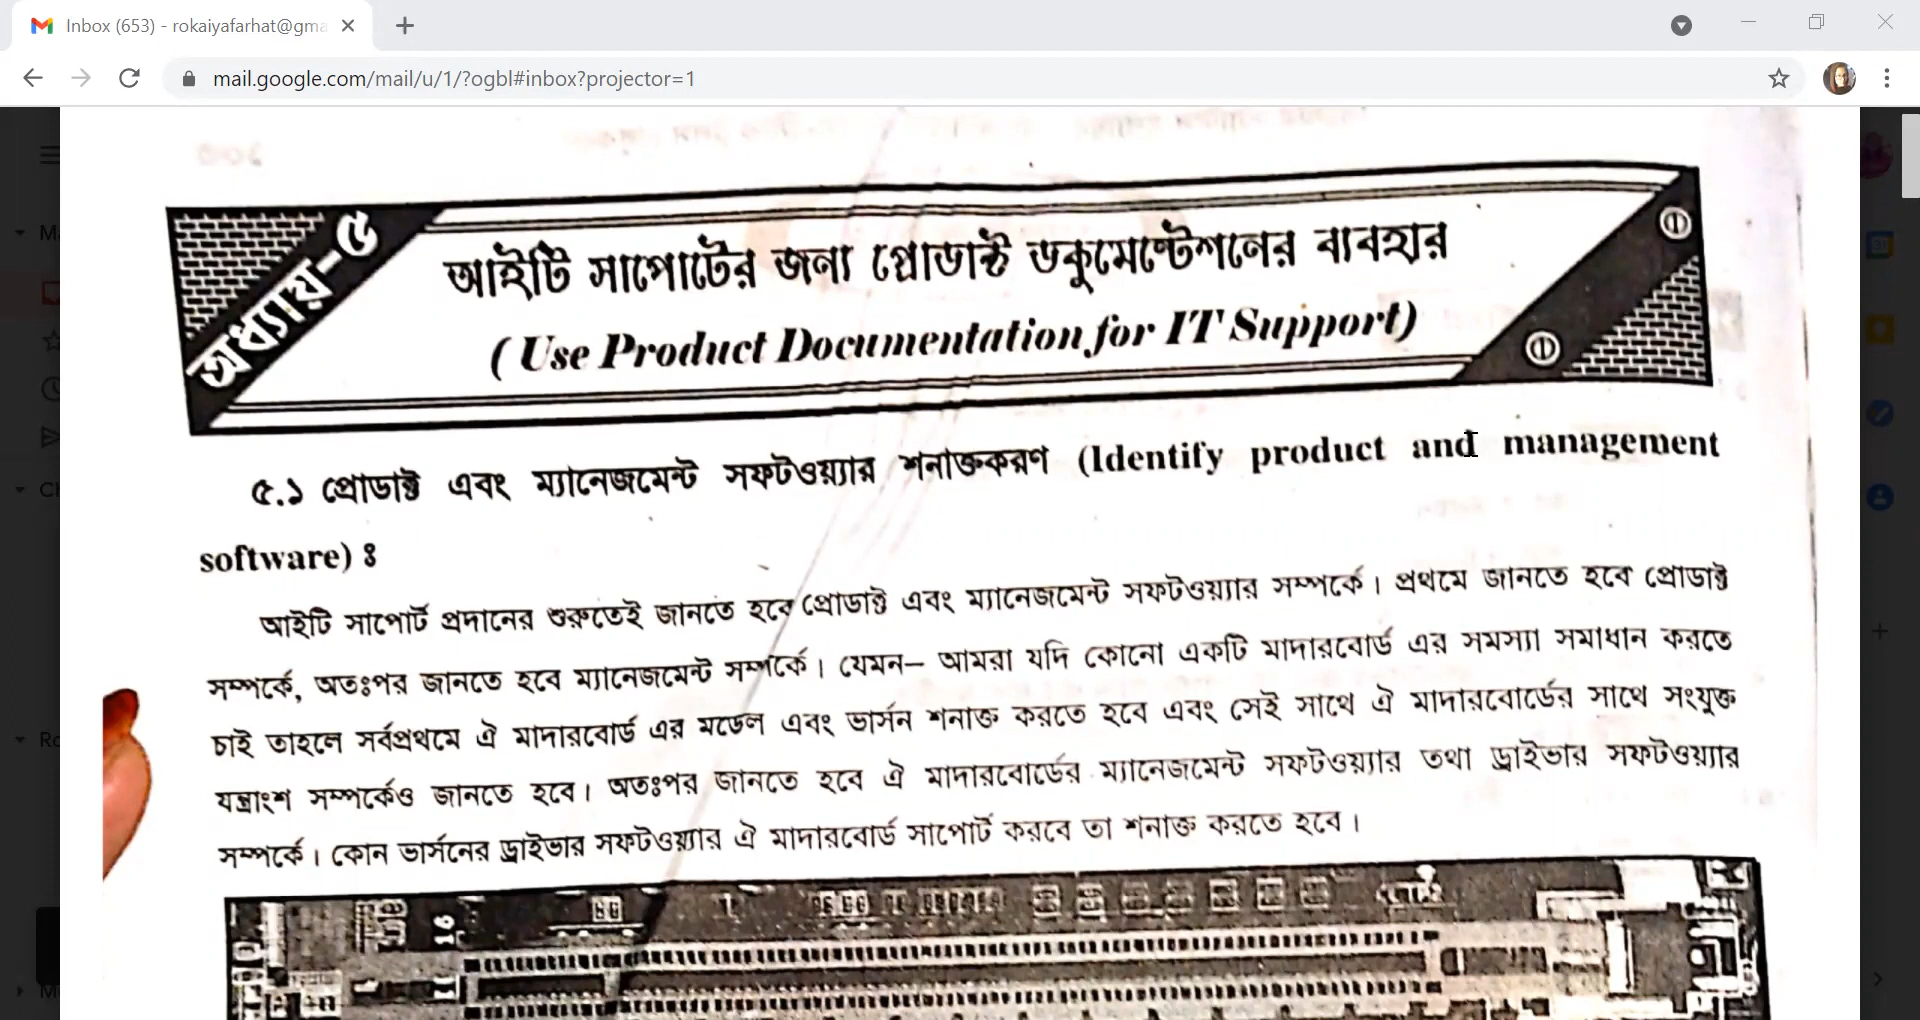 Inbox (653) - rokaiyafarhat@gma
mail.google.com/mail/u/1/?ogbl#inbox?projector=1
অধ্যায়-৫
আইটি সাপোর্টের জন্য প্রোডাক্ট ডকুমেন্টেশনের ব্যবহার
( Use Product Documentation for IT Support)
৫.১ প্রোডাক্ট এবং ম্যানেজমেন্ট সফটওয়্যার শনাক্তকরণ (Identify product and management
software) ঃ
আইটি সাপোর্ট প্রদানের শুরুতেই জানতে হবে প্রোডাক্ট এবং ম্যানেজমেন্ট সফটওয়্যার সম্পর্কে। প্রথমে জানতে হবে প্রোডাক্ট
সম্পর্কে, অতঃপর জানতে হবে ম্যানেজমেন্ট সম্পর্কে। যেমন– আমরা যদি কোনো একটি মাদারবোর্ড এর সমস্যা সমাধান করতে
চাই তাহলে সর্বপ্রথমে ঐ মাদারবোর্ড এর মডেল এবং ভার্সন শনাক্ত করতে হবে এবং সেই সাথে ঐ মাদারবোর্ডের সাথে সংযুক্ত
যন্ত্রাংশ সম্পর্কেও জানতে হবে। অতঃপর জানতে হবে ঐ মাদারবোর্ডের ম্যানেজমেন্ট সফটওয়্যার তথা ড্রাইভার সফটওয়্যার
সম্পর্কে। কোন ভার্সনের ড্রাইভার সফটওয়্যার ঐ মাদারবোর্ড সাপোর্ট করবে তা শনাক্ত করতে হবে।
16